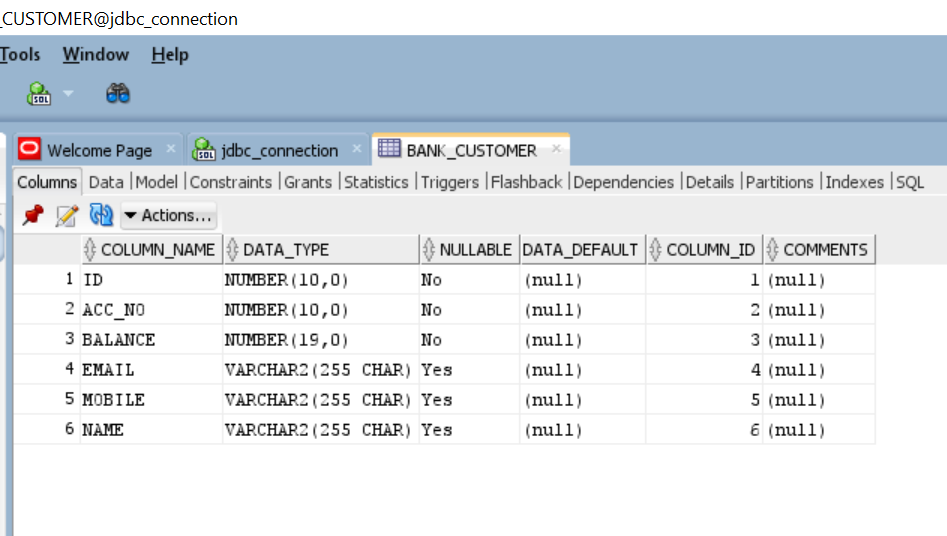 _CUSTOMER@jdbc_connection
Tools Window Help
SQL
Welcome Page × SQL jdbc_connection × BANK_CUSTOMER ×
Columns Data Model Constraints Grants Statistics Triggers Flashback Dependencies Details Partitions Indexes SQL
Actions...
COLUMN_NAME DATA_TYPE NULLABLE DATA_DEFAULT COLUMN_ID COMMENTS
1 ID NUMBER(10,0) No (null) 1 (null)
2 ACC_NO NUMBER(10,0) No (null) 2 (null)
3 BALANCE NUMBER(19,0) No (null) 3 (null)
4 EMAIL VARCHAR2(255 CHAR) Yes (null) 4 (null)
5 MOBILE VARCHAR2(255 CHAR) Yes (null) 5 (null)
6 NAME VARCHAR2(255 CHAR) Yes (null) 6 (null)